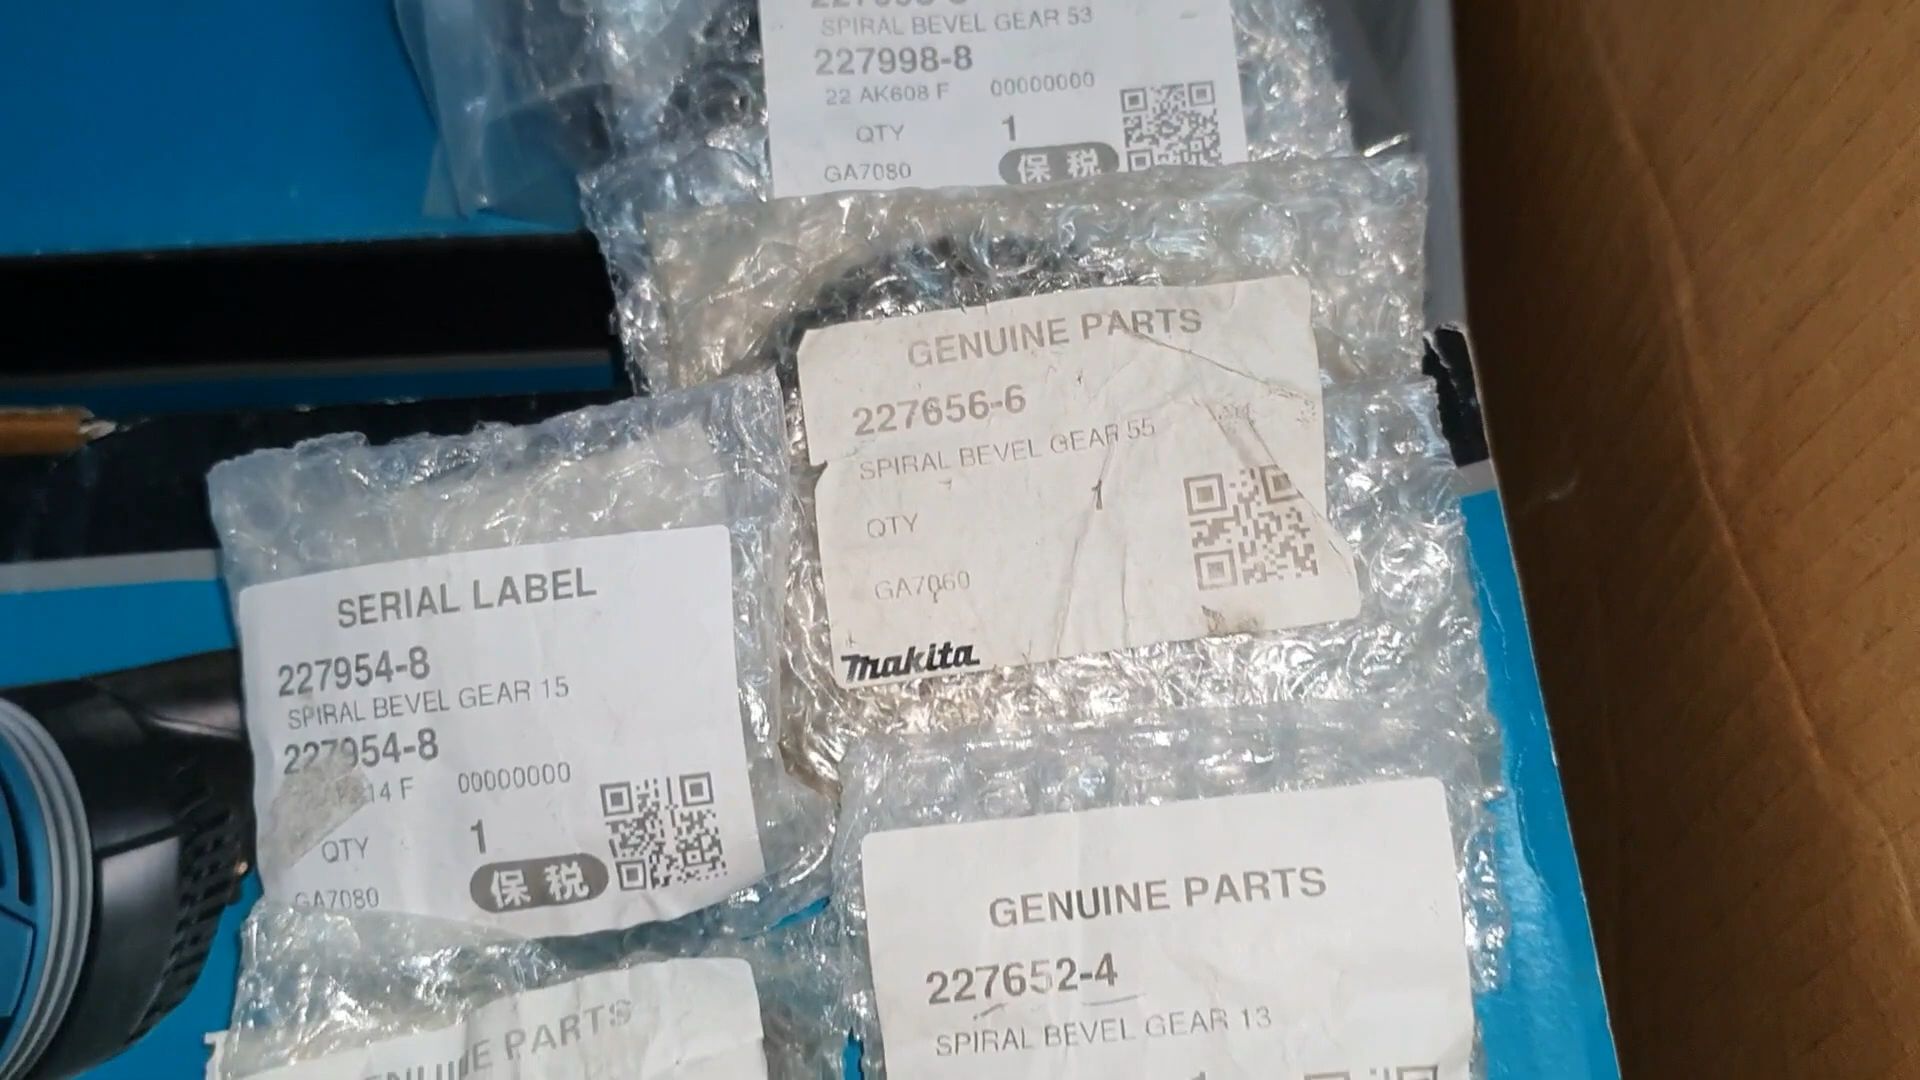 SPIRAL BEVEL GEAR 53
227998-8
22 AK608 F 00000000
QTY 1
GA7080 保税
GENUINE PARTS
227656-6
SPIRAL BEVEL GEAR 55
QTY 1
GA7060
makita
SERIAL LABEL
227954-8
SPIRAL BEVEL GEAR 15
227954-8
14 F 00000000
QTY 1
GA7080 保税
GENUINE PARTS
227652-4
SPIRAL BEVEL GEAR 13
GENUINE PARTS